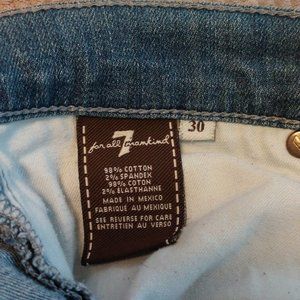 7
for all mankind
30
98% COTTON
2% SPANDEX
98% COTON
2% ELASTHANNE
MADE IN MEXICO
FABRIQUE AU MEXIQUE
SEE REVERSE FOR CARE
ENTRETIEN AU VERSO